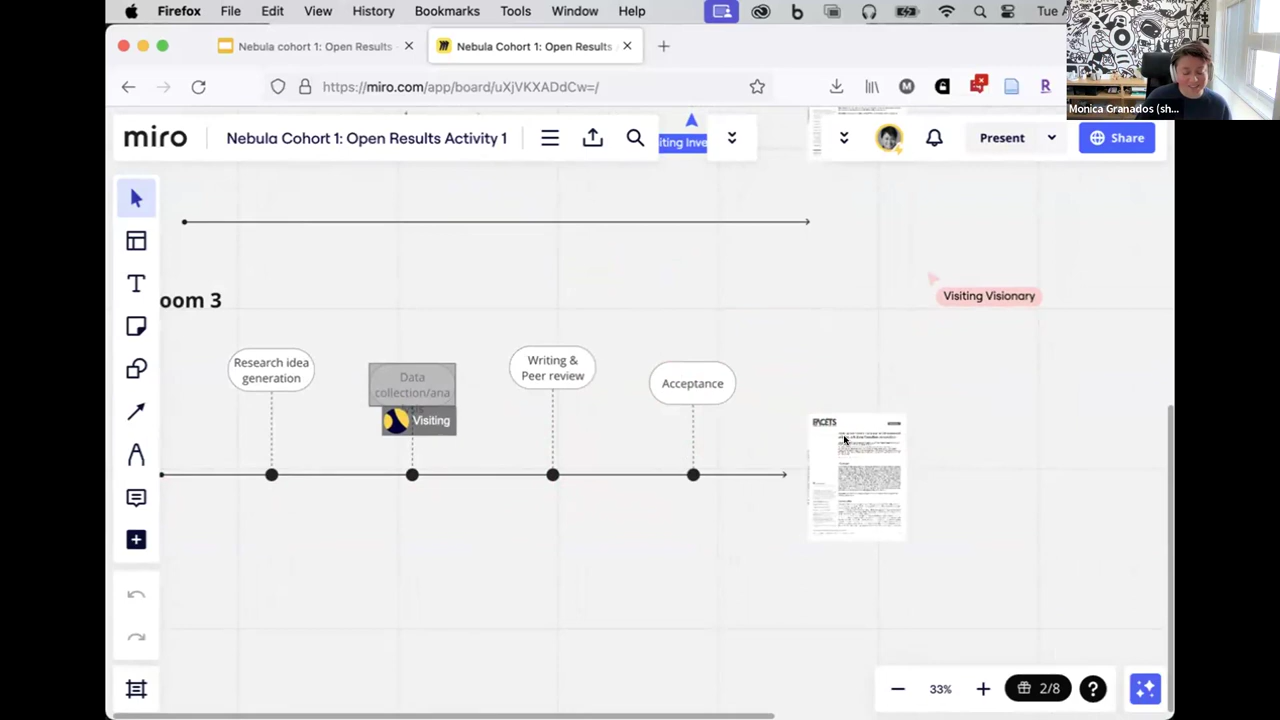 Firefox File Edit View History Bookmarks Tools Window Help Tue
Monica Granados (sh...
Nebula cohort 1: Open Results
Nebula Cohort 1: Open Results
https://miro.com/app/board/uXjVKXADdCw=/
miro
Nebula Cohort 1: Open Results Activity 1
iting Inve
Present
Share
Visiting Visionary
oom 3
Research idea
generation
Data
collection/ana
Visiting
Writing &
Peer review
Acceptance
FACETS
33%
2/8